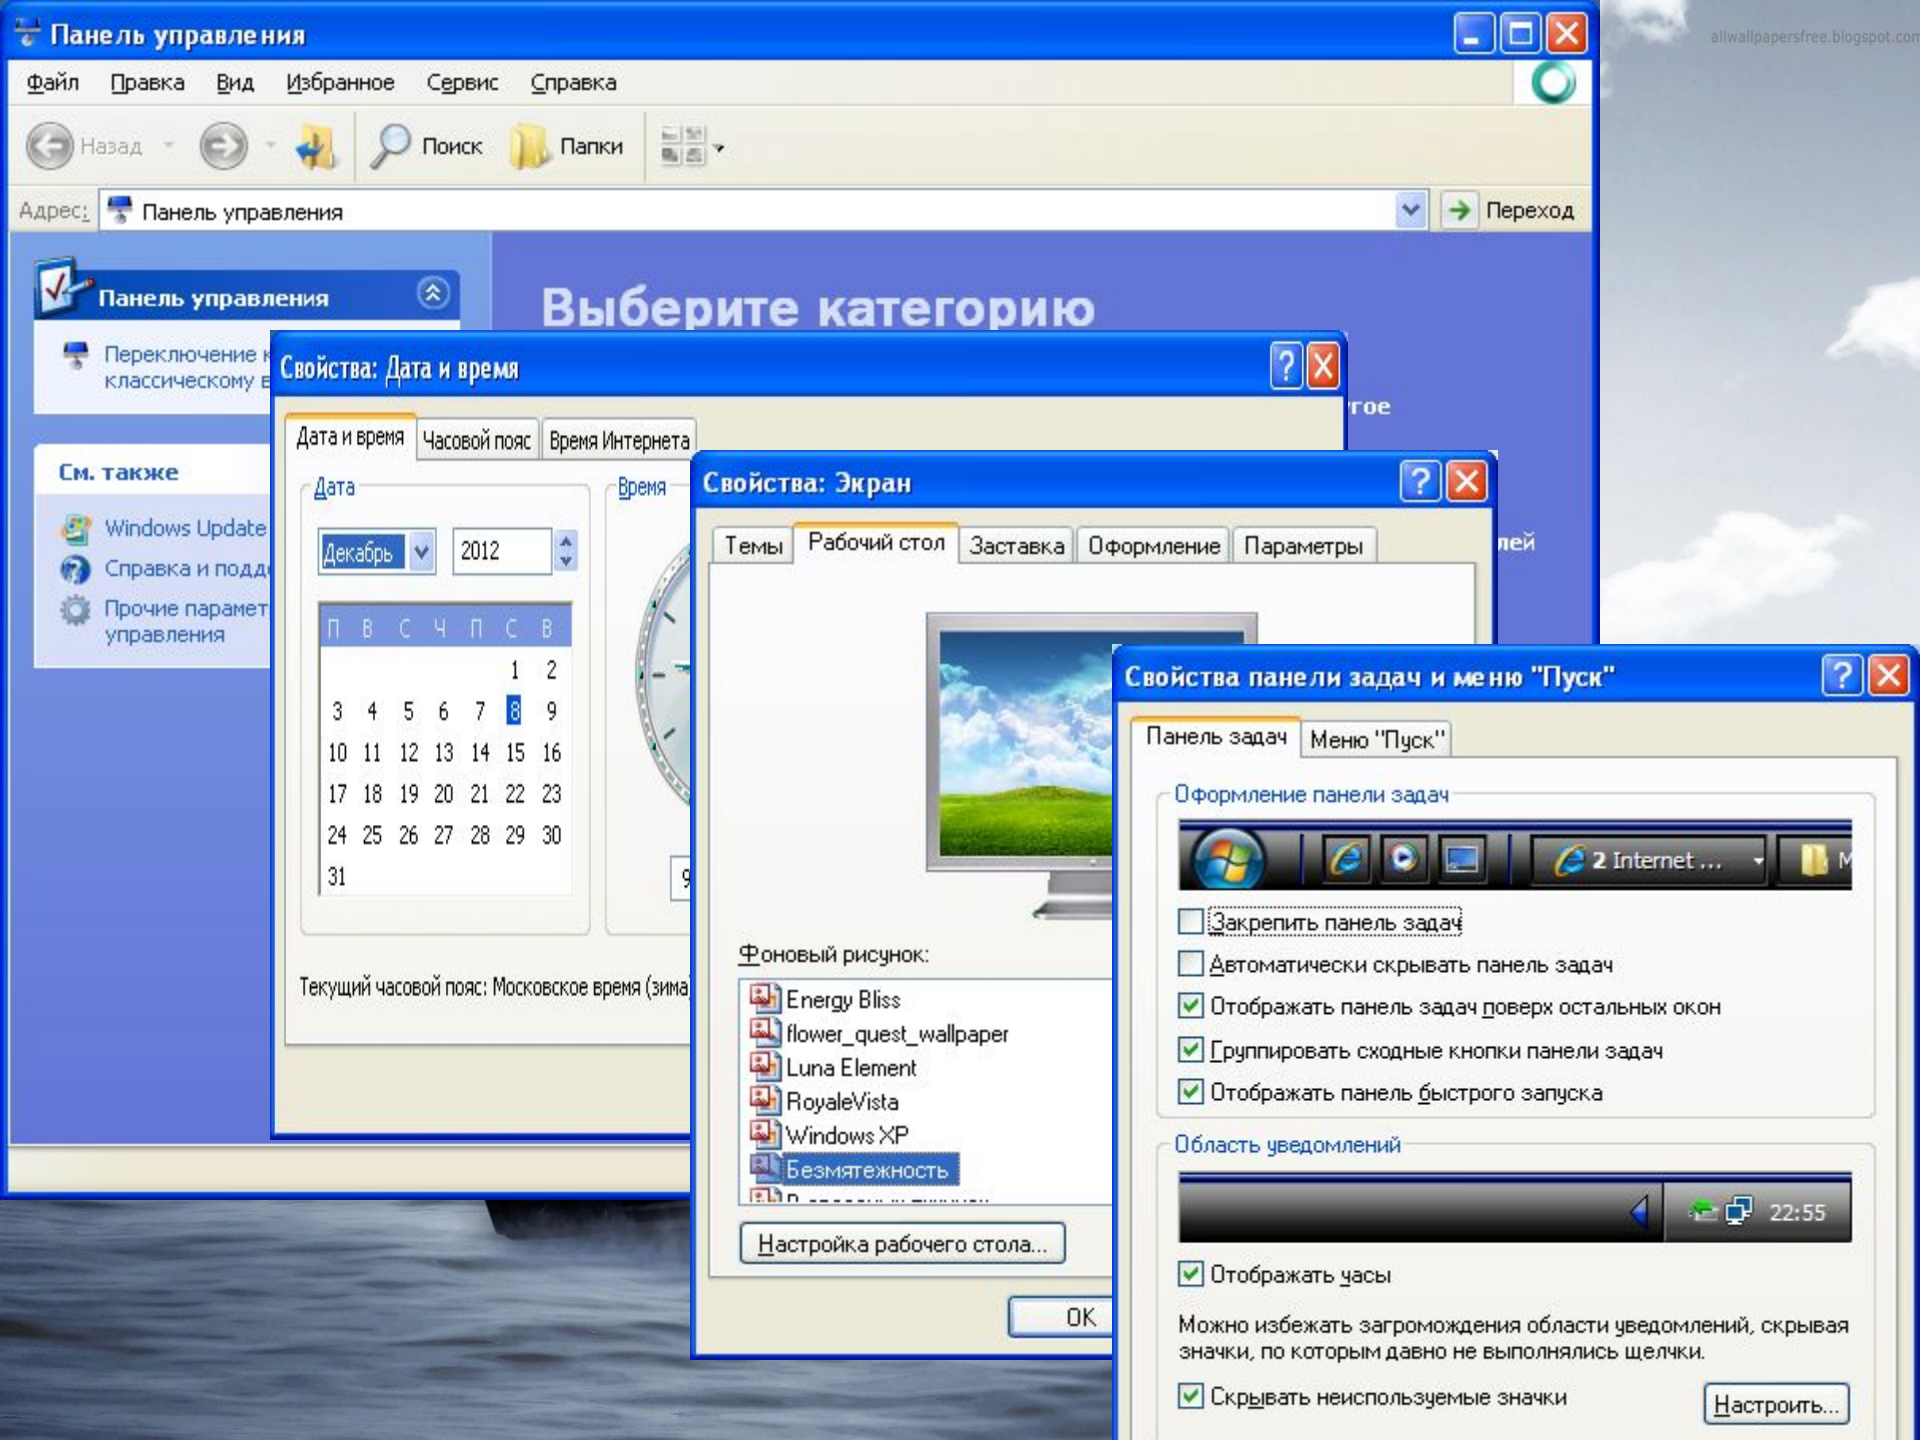 Панель управления
allwallpapersfree.blogspot.com
Файл Правка Вид Избранное Сервис Справка
Назад Поиск Папки
Адрес: Панель управления Переход
Панель управления
Переключение к
классическому в
См. также
Windows Update
Справка и подд
Прочие парамет
управления
Выберите категорию
гое
лей
Свойства: Дата и время
Дата и время Часовой пояс Время Интернета
Дата
Декабрь 2012
П В С Ч П С В
1 2
3 4 5 6 7 8 9
10 11 12 13 14 15 16
17 18 19 20 21 22 23
24 25 26 27 28 29 30
31
Время
9
Текущий часовой пояс: Московское время (зима)
Свойства: Экран
Темы Рабочий стол Заставка Оформление Параметры
Фоновый рисунок:
Energy Bliss
flower_quest_wallpaper
Luna Element
RoyaleVista
Windows XP
Безмятежность
Настройка рабочего стола...
OK
Свойства панели задач и меню "Пуск"
Панель задач Меню "Пуск"
Оформление панели задач
2 Internet ... M
Закрепить панель задач
Автоматически скрывать панель задач
Отображать панель задач поверх остальных окон
Группировать сходные кнопки панели задач
Отображать панель быстрого запуска
Область уведомлений
22:55
Отображать часы
Можно избежать загромождения области уведомлений, скрывая
значки, по которым давно не выполнялись щелчки.
Скрывать неиспользуемые значки
Настроить...